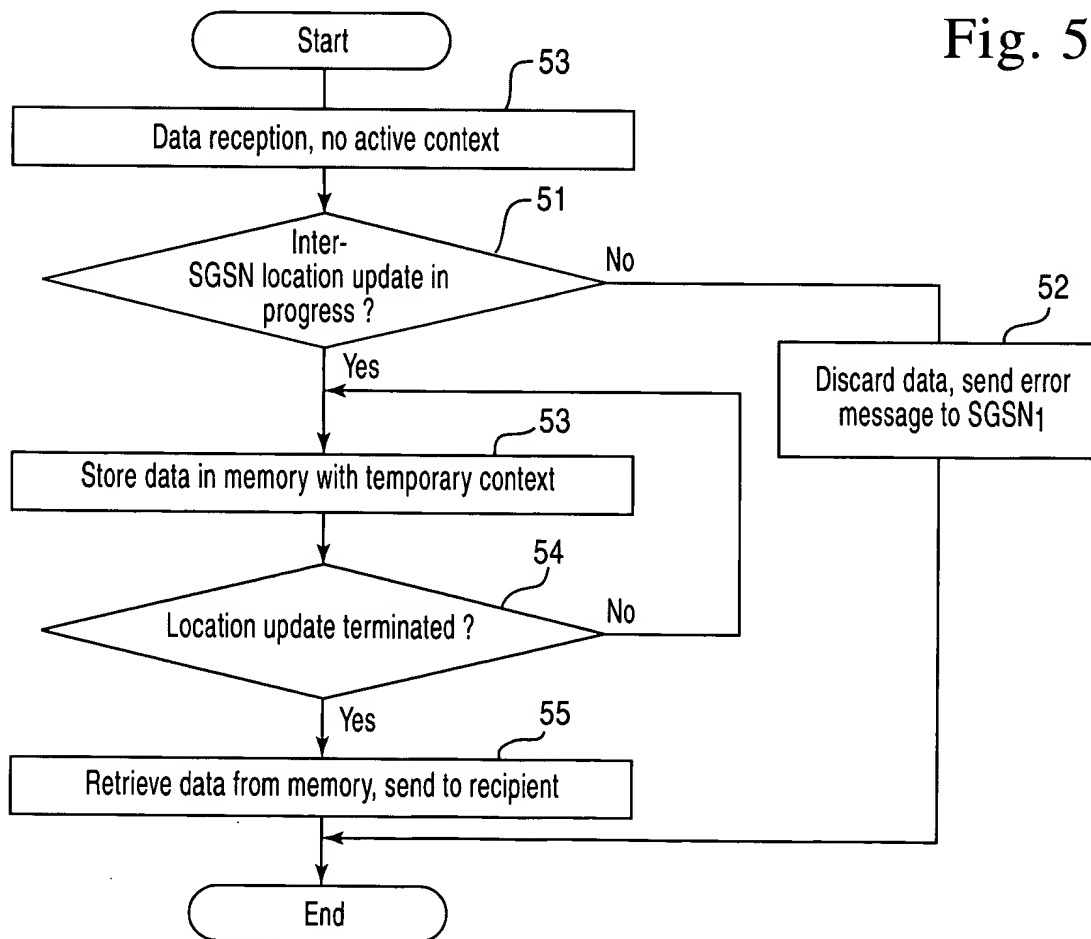 Fig. 5
Start
53
Data reception, no active context
51
Inter-
SGSN location update in
progress ?
No
52
Yes
Discard data, send error
message to SGSN1
53
Store data in memory with temporary context
54
Location update terminated ?
No
Yes
55
Retrieve data from memory, send to recipient
End